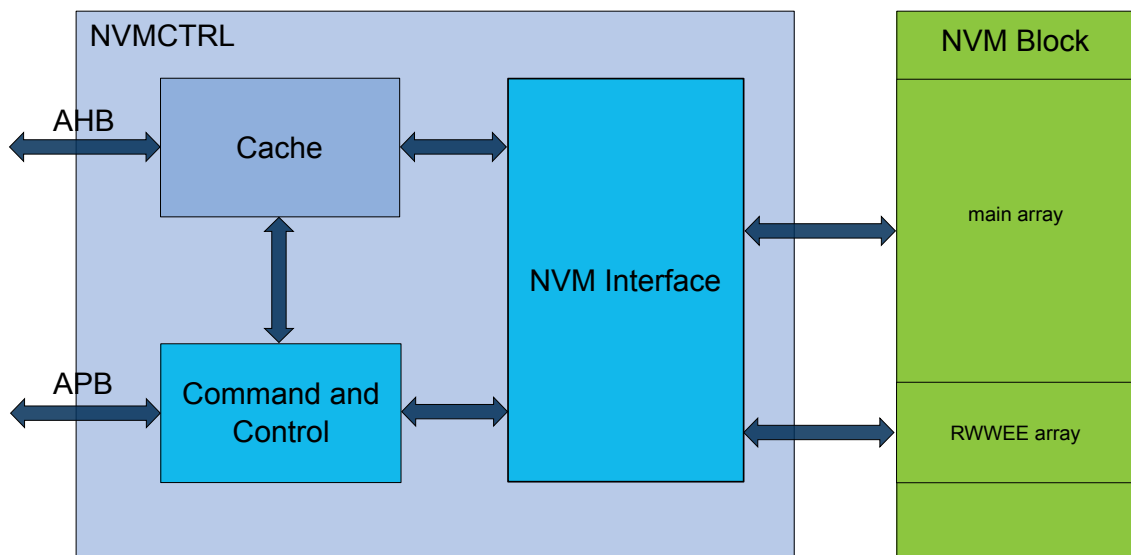 NVMCTRL
NVM Block
AHB
Cache
main array
NVM Interface
APB
Command and
Control
RWWEE array